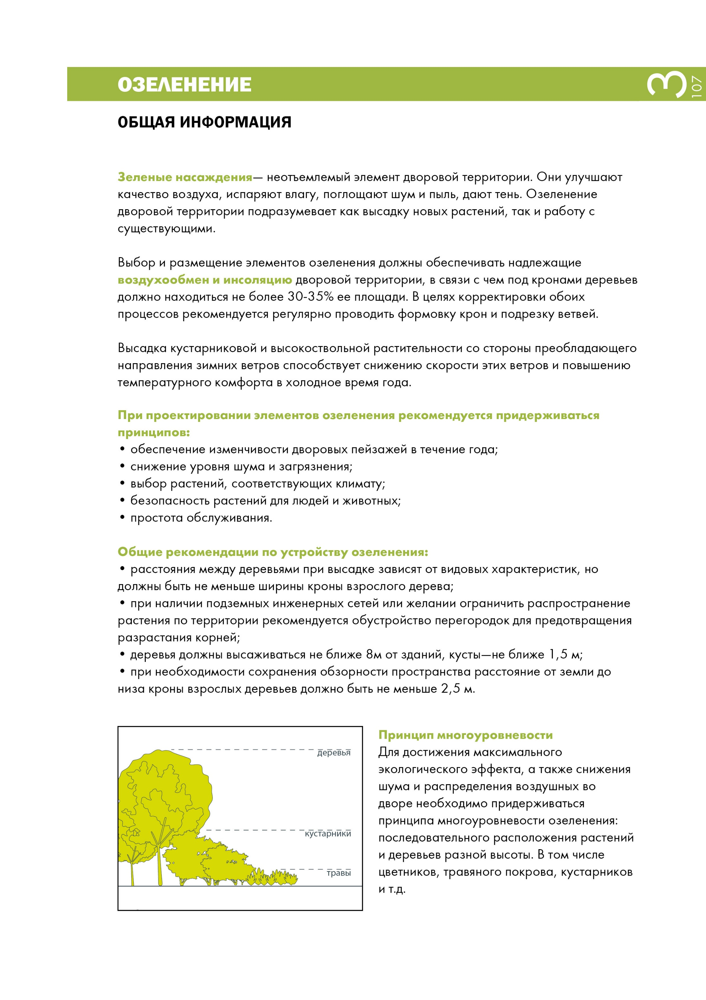 ОЗЕЛЕНЕНИЕ
3
107
ОБЩАЯ ИНФОРМАЦИЯ
Зеленые насаждения— неотъемлемый элемент дворовой территории. Они улучшают
качество воздуха, испаряют влагу, поглощают шум и пыль, дают тень. Озеленение
дворовой территории подразумевает как высадку новых растений, так и работу с
существующими.
Выбор и размещение элементов озеленения должны обеспечивать надлежащие
воздухообмен и инсоляцию дворовой территории, в связи с чем под кронами деревьев
должно находиться не более 30-35% ее площади. В целях корректировки обоих
процессов рекомендуется регулярно проводить формовку крон и подрезку ветвей.
Высадка кустарниковой и высокоствольной растительности со стороны преобладающего
направления зимних ветров способствует снижению скорости этих ветров и повышению
температурного комфорта в холодное время года.
При проектировании элементов озеленения рекомендуется придерживаться
принципов:
• обеспечение изменчивости дворовых пейзажей в течение года;
• снижение уровня шума и загрязнения;
• выбор растений, соответствующих климату;
• безопасность растений для людей и животных;
• простота обслуживания.
Общие рекомендации по устройству озеленения:
• расстояния между деревьями при высадке зависят от видовых характеристик, но
должны быть не меньше ширины кроны взрослого дерева;
• при наличии подземных инженерных сетей или желании ограничить распространение
растения по территории рекомендуется обустройство перегородок для предотвращения
разрастания корней;
• деревья должны высаживаться не ближе 8м от зданий, кусты—не ближе 1,5 м;
• при необходимости сохранения обзорности пространства расстояние от земли до
низа кроны взрослых деревьев должно быть не меньше 2,5 м.
деревья
кустарники
травы
Принцип многоуровневости
Для достижения максимального
экологического эффекта, а также снижения
шума и распределения воздушных во
дворе необходимо придерживаться
принципа многоуровневости озеленения:
последовательного расположения растений
и деревьев разной высоты. В том числе
цветников, травяного покрова, кустарников
и т.д.